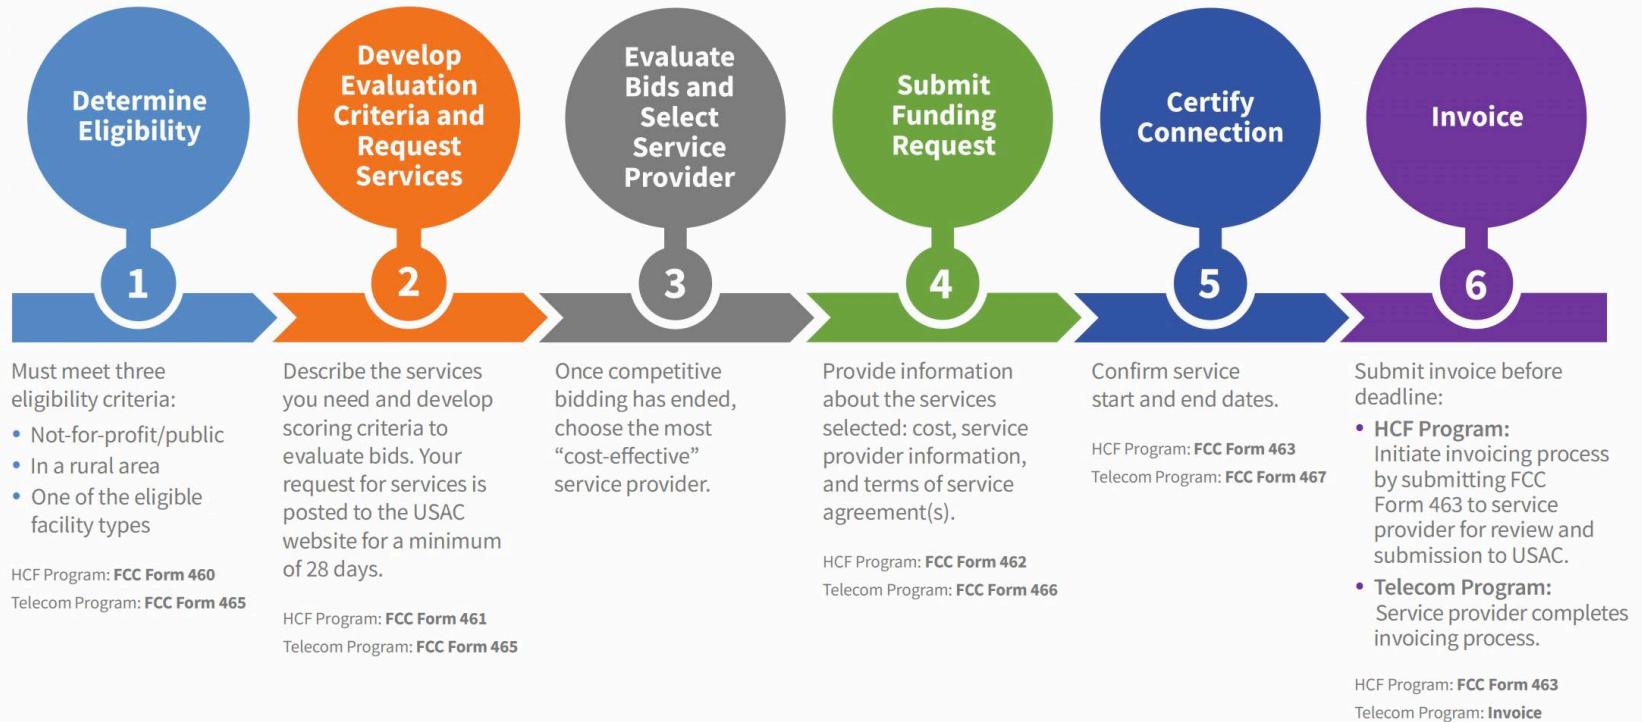 Determine
Eligibility
1
Must meet three
eligibility criteria:
• Not-for-profit/public
• In a rural area
• One of the eligible
facility types
HCF Program: FCC Form 460
Telecom Program: FCC Form 465
Develop
Evaluation
Criteria and
Request
Services
2
Describe the services
you need and develop
scoring criteria to
evaluate bids. Your
request for services is
posted to the USAC
website for a minimum
of 28 days.
HCF Program: FCC Form 461
Telecom Program: FCC Form 465
Evaluate
Bids and
Select
Service
Provider
3
Once competitive
bidding has ended,
choose the most
“cost-effective”
service provider.
Submit
Funding
Request
4
Provide information
about the services
selected: cost, service
provider information,
and terms of service
agreement(s).
HCF Program: FCC Form 462
Telecom Program: FCC Form 466
Certify
Connection
5
Confirm service
start and end dates.
HCF Program: FCC Form 463
Telecom Program: FCC Form 467
Invoice
6
Submit invoice before
deadline:
• HCF Program:
Initiate invoicing process
by submitting FCC
Form 463 to service
provider for review and
submission to USAC.
• Telecom Program:
Service provider completes
invoicing process.
HCF Program: FCC Form 463
Telecom Program: Invoice